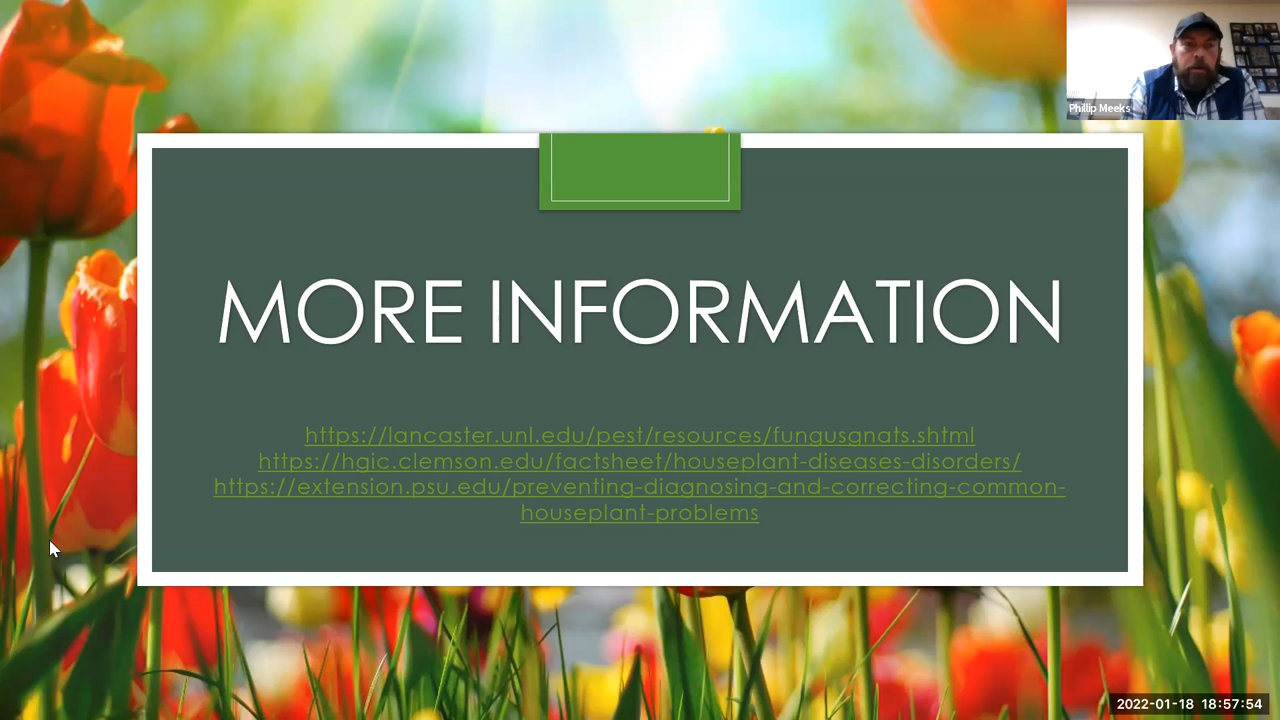 Phillip Meeks
MORE INFORMATION
https://lancaster.unl.edu/pest/resources/fungusgnats.shtml
https://hgic.clemson.edu/factsheet/houseplant-diseases-disorders/
https://extension.psu.edu/preventing-diagnosing-and-correcting-common-
houseplant-problems
2022-01-18 18:57:54